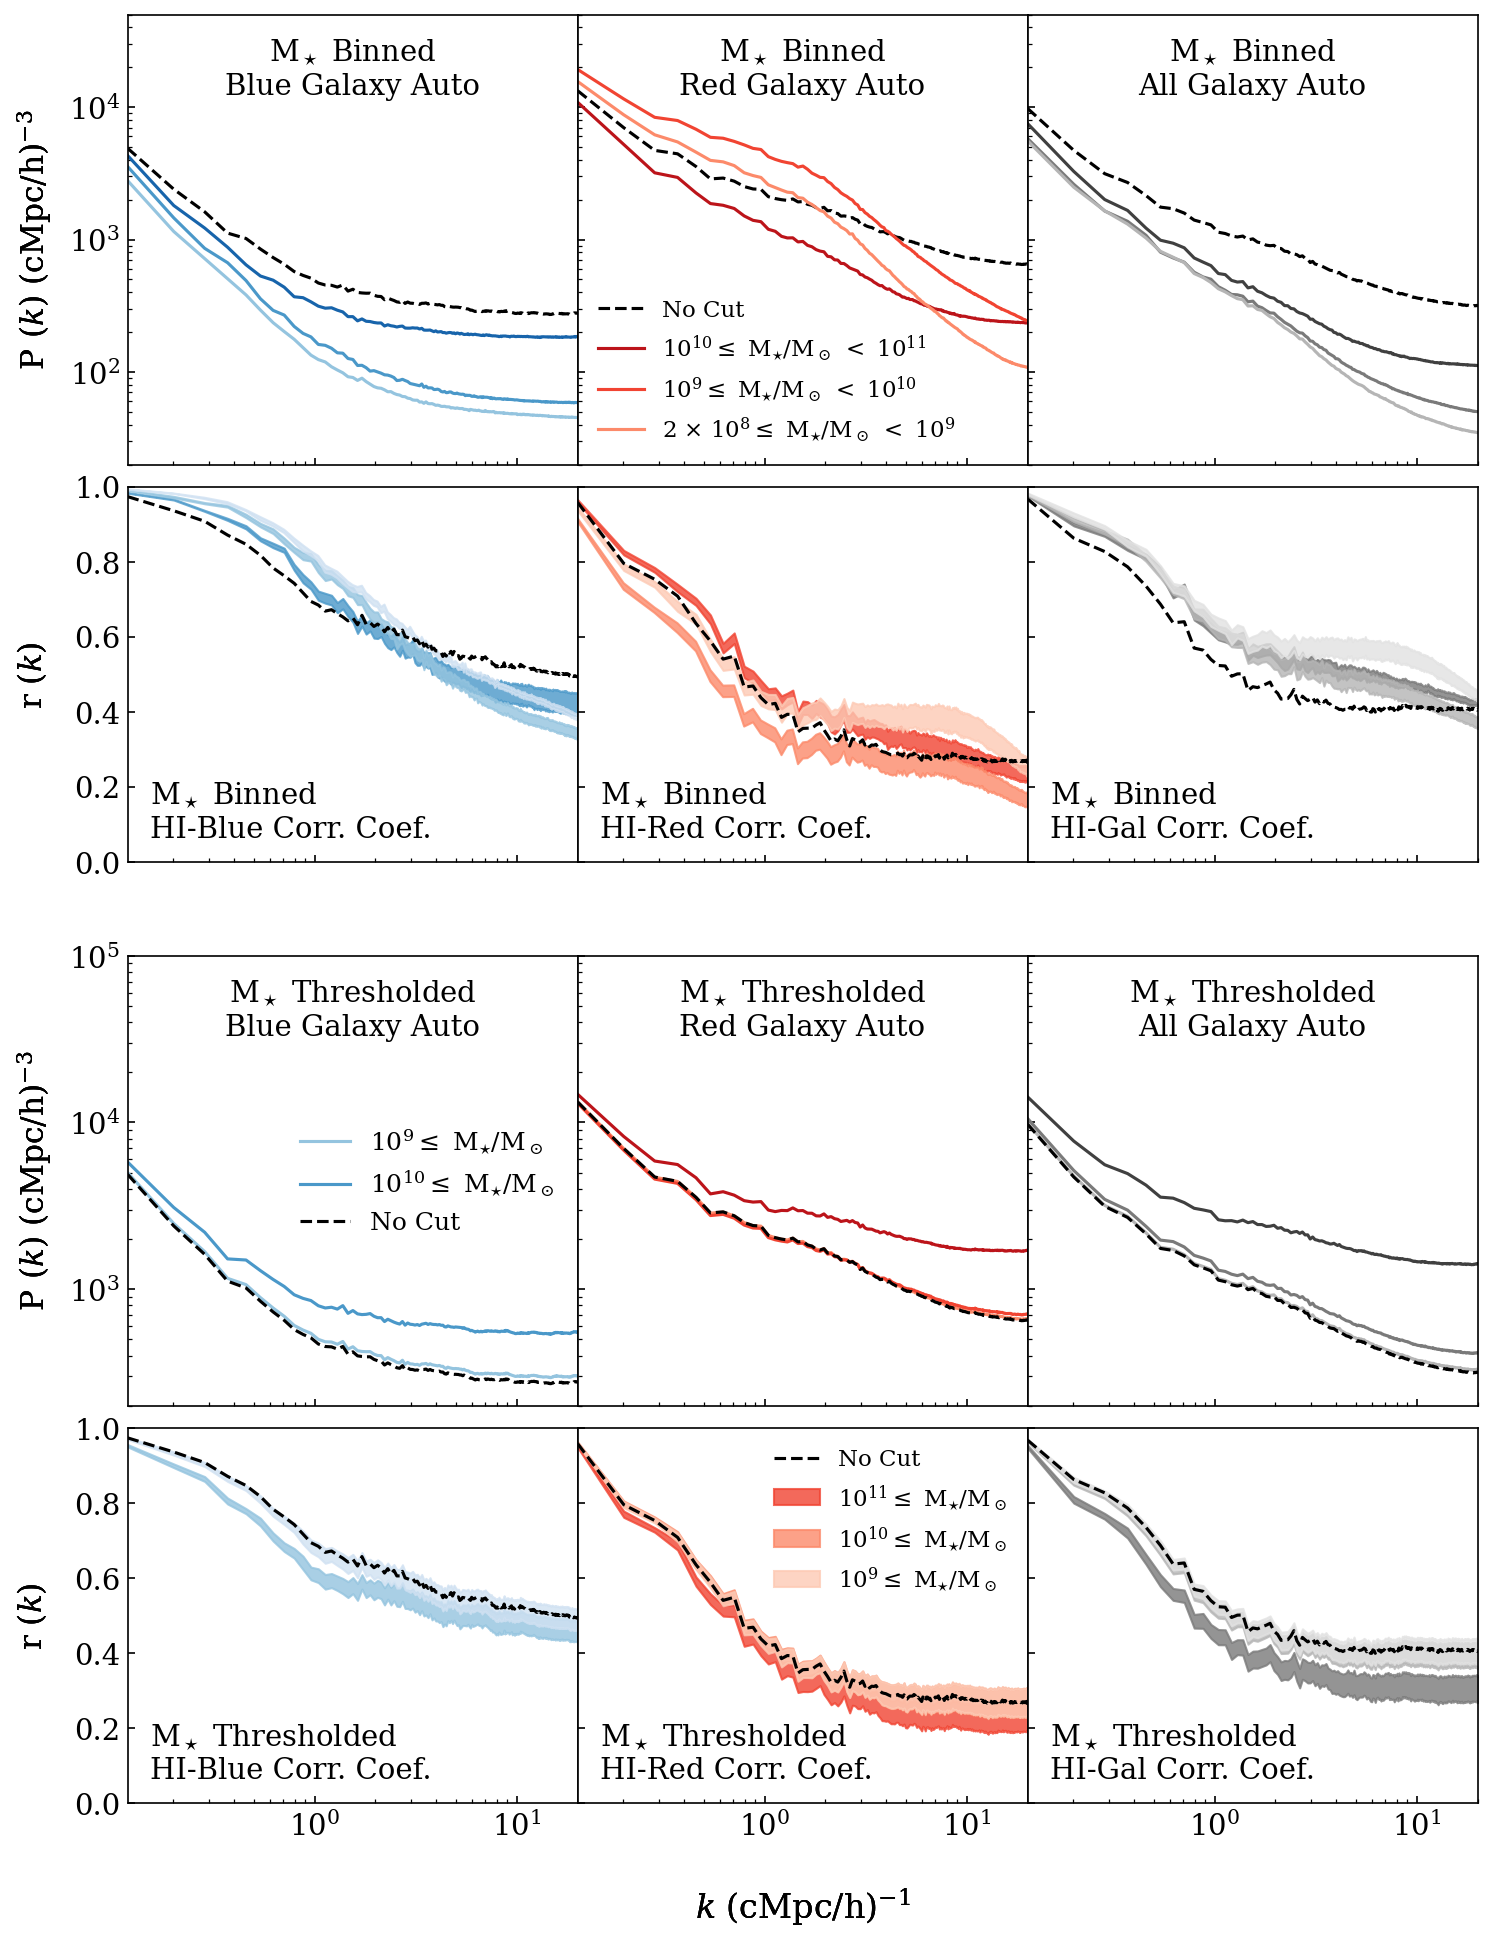 M⋆ Binned
Blue Galaxy Auto
M⋆ Binned
Red Galaxy Auto
M⋆ Binned
All Galaxy Auto
P (k) (cMpc/h)⁻³
10⁴
10³
10²
No Cut
10¹⁰ ≤ M⋆/M⊙ < 10¹¹
10⁹ ≤ M⋆/M⊙ < 10¹⁰
2 × 10⁸ ≤ M⋆/M⊙ < 10⁹
r (k)
1.0
0.8
0.6
0.4
0.2
0.0
M⋆ Binned
HI-Blue Corr. Coef.
M⋆ Binned
HI-Red Corr. Coef.
M⋆ Binned
HI-Gal Corr. Coef.
P (k) (cMpc/h)⁻³
10⁵
10⁴
10³
M⋆ Thresholded
Blue Galaxy Auto
M⋆ Thresholded
Red Galaxy Auto
M⋆ Thresholded
All Galaxy Auto
10⁹ ≤ M⋆/M⊙
10¹⁰ ≤ M⋆/M⊙
No Cut
r (k)
1.0
0.8
0.6
0.4
0.2
0.0
No Cut
10¹¹ ≤ M⋆/M⊙
10¹⁰ ≤ M⋆/M⊙
10⁹ ≤ M⋆/M⊙
M⋆ Thresholded
HI-Blue Corr. Coef.
M⋆ Thresholded
HI-Red Corr. Coef.
M⋆ Thresholded
HI-Gal Corr. Coef.
10⁰ 10¹ 10⁰ 10¹ 10⁰ 10¹
k (cMpc/h)⁻¹